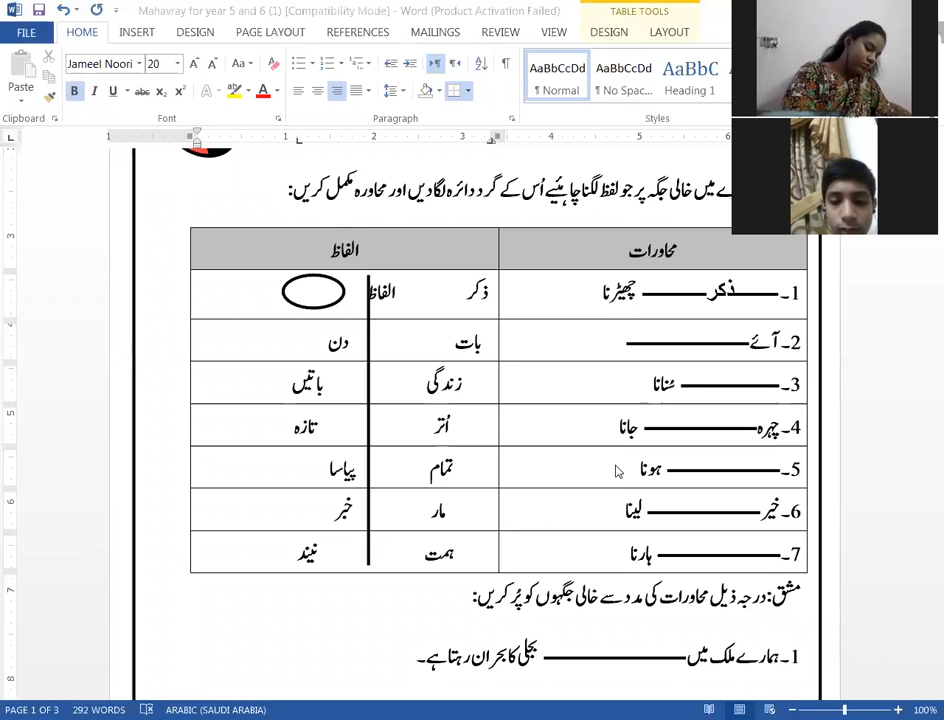 Mahavray for year 5 and 6 (1) [Compatibility Mode] - Word (Product Activation Failed)
TABLE TOOLS
FILE HOME INSERT DESIGN PAGE LAYOUT REFERENCES MAILINGS REVIEW VIEW DESIGN LAYOUT
Jameel Noori 20
AaBbCcDd AaBbCcDd AaBbC
Paste
¶ Normal ¶ No Spac... Heading 1
Clipboard Font Paragraph Styles
میں خالی جگہ پر جو لفظ لگنا چاہئیے اُس کے گرد دائرہ لگا دیں اور محاورہ مکمل کریں:
محاورات الفاظ
1۔ ذکر چھیڑنا ذکر الفاظ
2۔ آئے بات دن
3۔ سُنانا زندگی باتیں
4۔ چہرہ جانا اُتر تازہ
5۔ ہونا تمام پیاسا
6۔ خیر لینا مار خبر
7۔ ہارنا ہمت نیند
مشق: درجہ ذیل محاورات کی مدد سے خالی جگہوں کو پُر کریں:
1۔ ہمارے ملک میں بجلی کا بحران رہتا ہے۔
PAGE 1 OF 3 292 WORDS ARABIC (SAUDI ARABIA) 100%